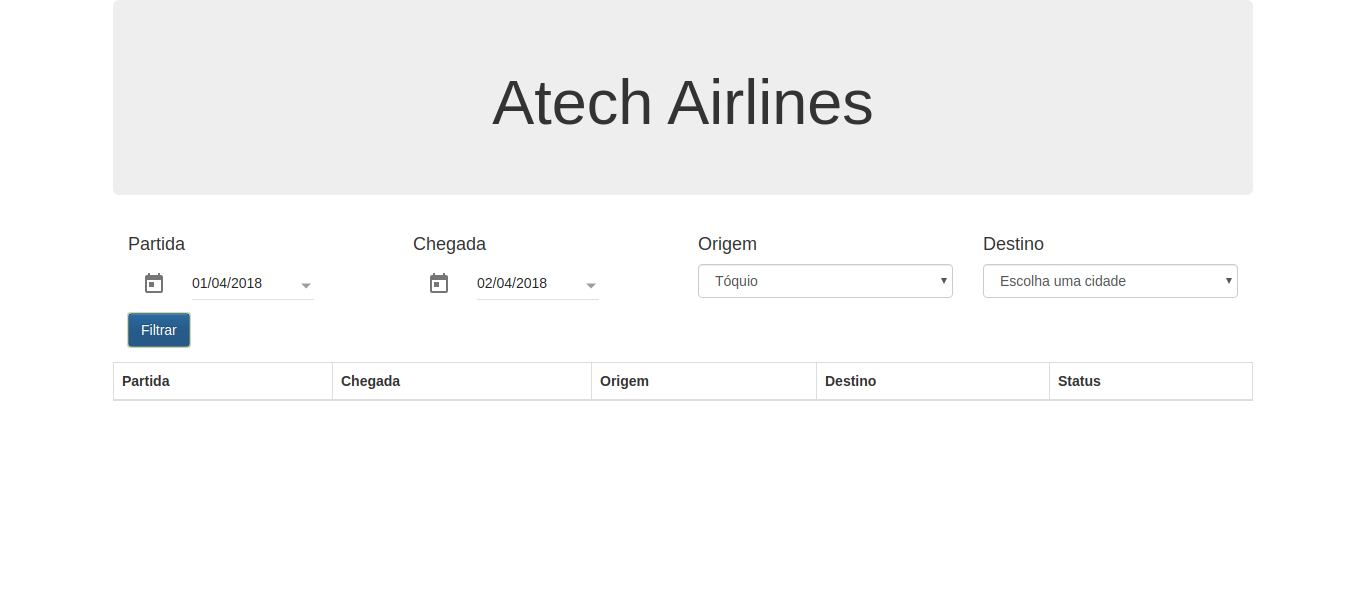 Atech Airlines
Partida Chegada Origem Destino
01/04/2018 02/04/2018 Tóquio Escolha uma cidade
Filtrar
Partida Chegada Origem Destino Status